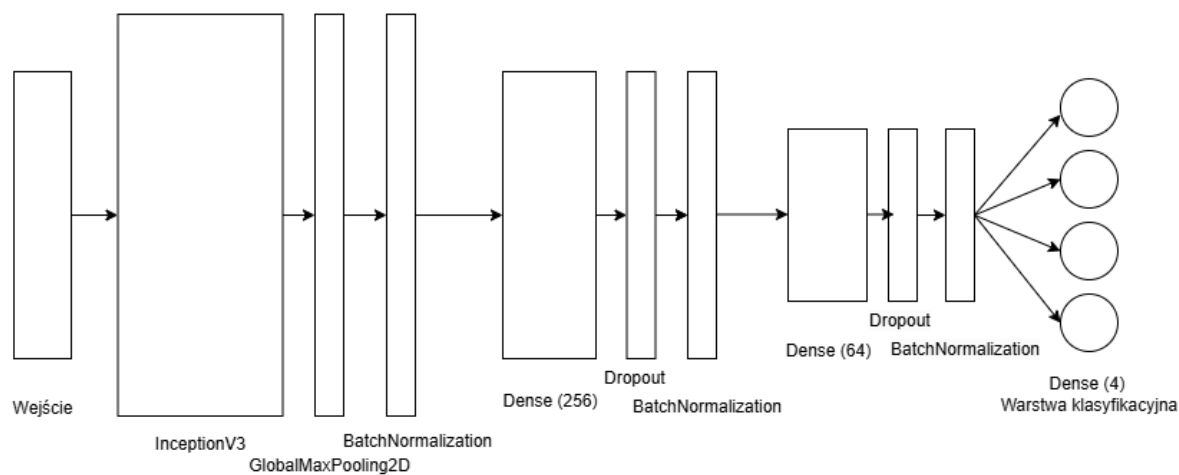 Wejście
InceptionV3
GlobalMaxPooling2D
BatchNormalization
Dense (256)
Dropout
BatchNormalization
Dense (64)
Dropout
BatchNormalization
Dense (4)
Warstwa klasyfikacyjna